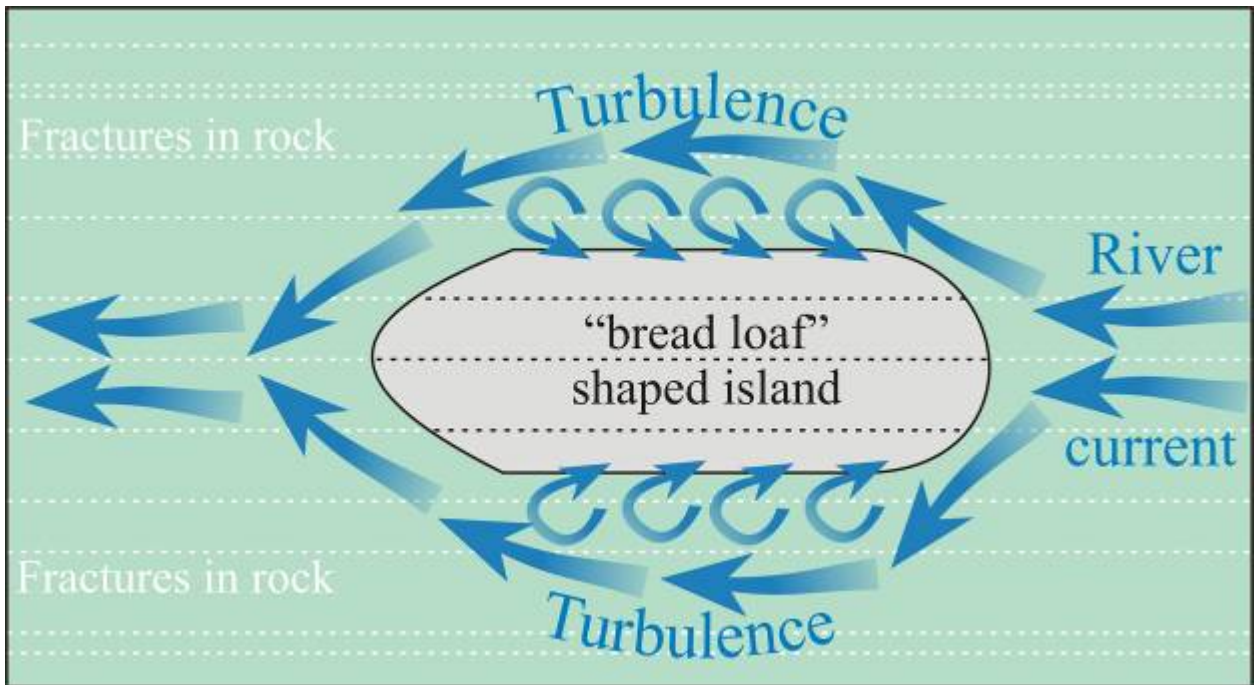 Turbulence
Fractures in rock
River
“bread loaf”
shaped island
current
Fractures in rock
Turbulence